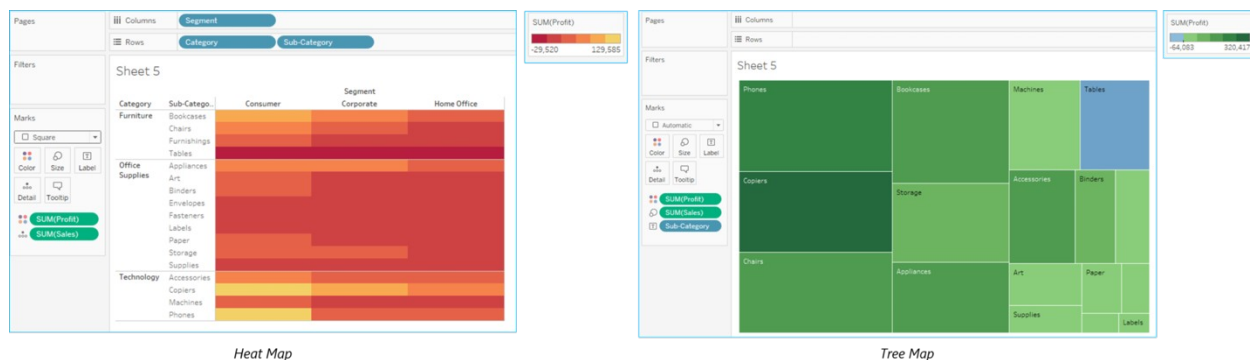 Pages
Columns
Segment
Rows
Category
Sub-Category
Filters
Marks
Square
Color
Size
Label
Detail
Tooltip
SUM(Profit)
SUM(Sales)
Sheet 5
Segment
Category
Sub-Catego..
Consumer
Corporate
Home Office
Furniture
Bookcases
Chairs
Furnishings
Tables
Office Supplies
Appliances
Art
Binders
Envelopes
Fasteners
Labels
Paper
Storage
Supplies
Technology
Accessories
Copiers
Machines
Phones
SUM(Profit)
-29,520
129,585
Heat Map
Pages
Columns
Rows
Filters
Marks
Automatic
Color
Size
Label
Detail
Tooltip
SUM(Profit)
SUM(Sales)
Sub-Category
Sheet 5
Phones
Bookcases
Machines
Tables
Copiers
Storage
Accessories
Binders
Chairs
Appliances
Art
Paper
Supplies
Labels
SUM(Profit)
-64,083
320,417
Tree Map